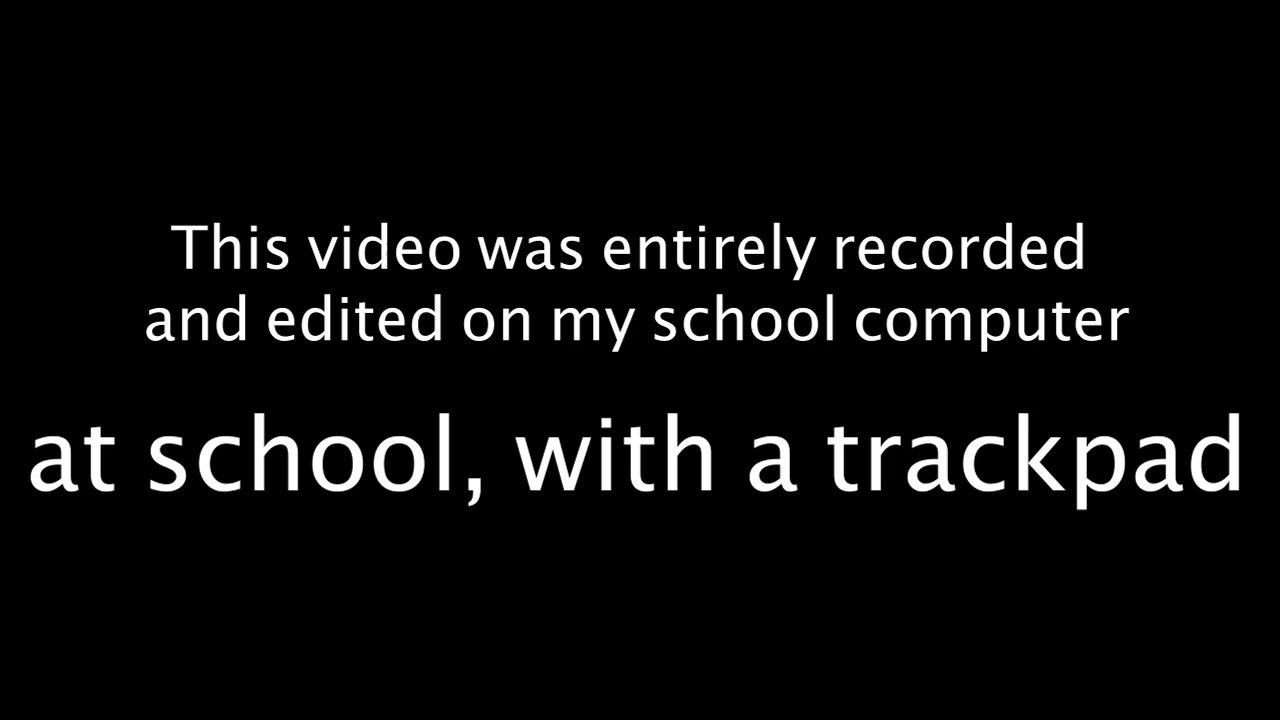 This video was entirely recorded
and edited on my school computer
at school, with a trackpad